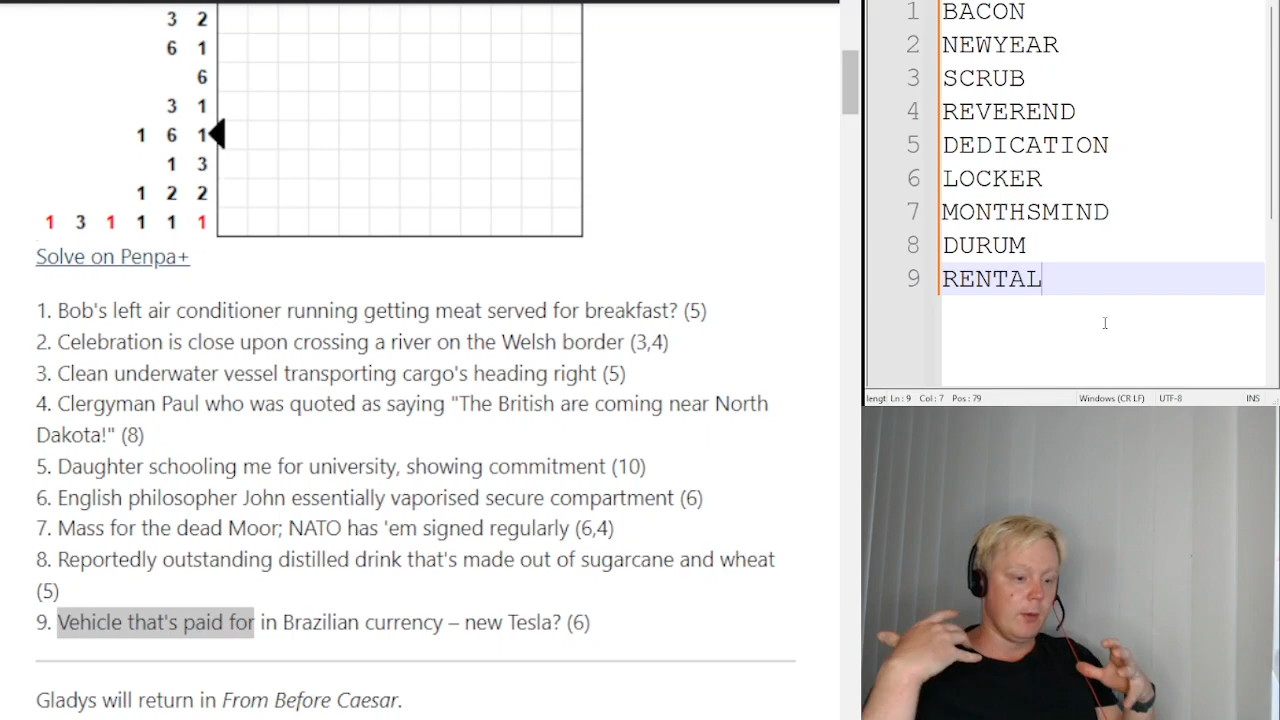 3 2
6 1
6
3 1
1 6 1
1 3
1 2 2
1 3 1 1 1 1
Solve on Penpa+
1. Bob's left air conditioner running getting meat served for breakfast? (5)
2. Celebration is close upon crossing a river on the Welsh border (3,4)
3. Clean underwater vessel transporting cargo's heading right (5)
4. Clergyman Paul who was quoted as saying "The British are coming near North
Dakota!" (8)
5. Daughter schooling me for university, showing commitment (10)
6. English philosopher John essentially vaporised secure compartment (6)
7. Mass for the dead Moor; NATO has 'em signed regularly (6,4)
8. Reportedly outstanding distilled drink that's made out of sugarcane and wheat
(5)
9. Vehicle that's paid for in Brazilian currency – new Tesla? (6)
Gladys will return in From Before Caesar.
1 BACON
2 NEWYEAR
3 SCRUB
4 REVEREND
5 DEDICATION
6 LOCKER
7 MONTHSMIND
8 DURUM
9 RENTAL
lengt Ln: 9 Col: 7 Pos: 79 Windows (CR LF) UTF-8 INS